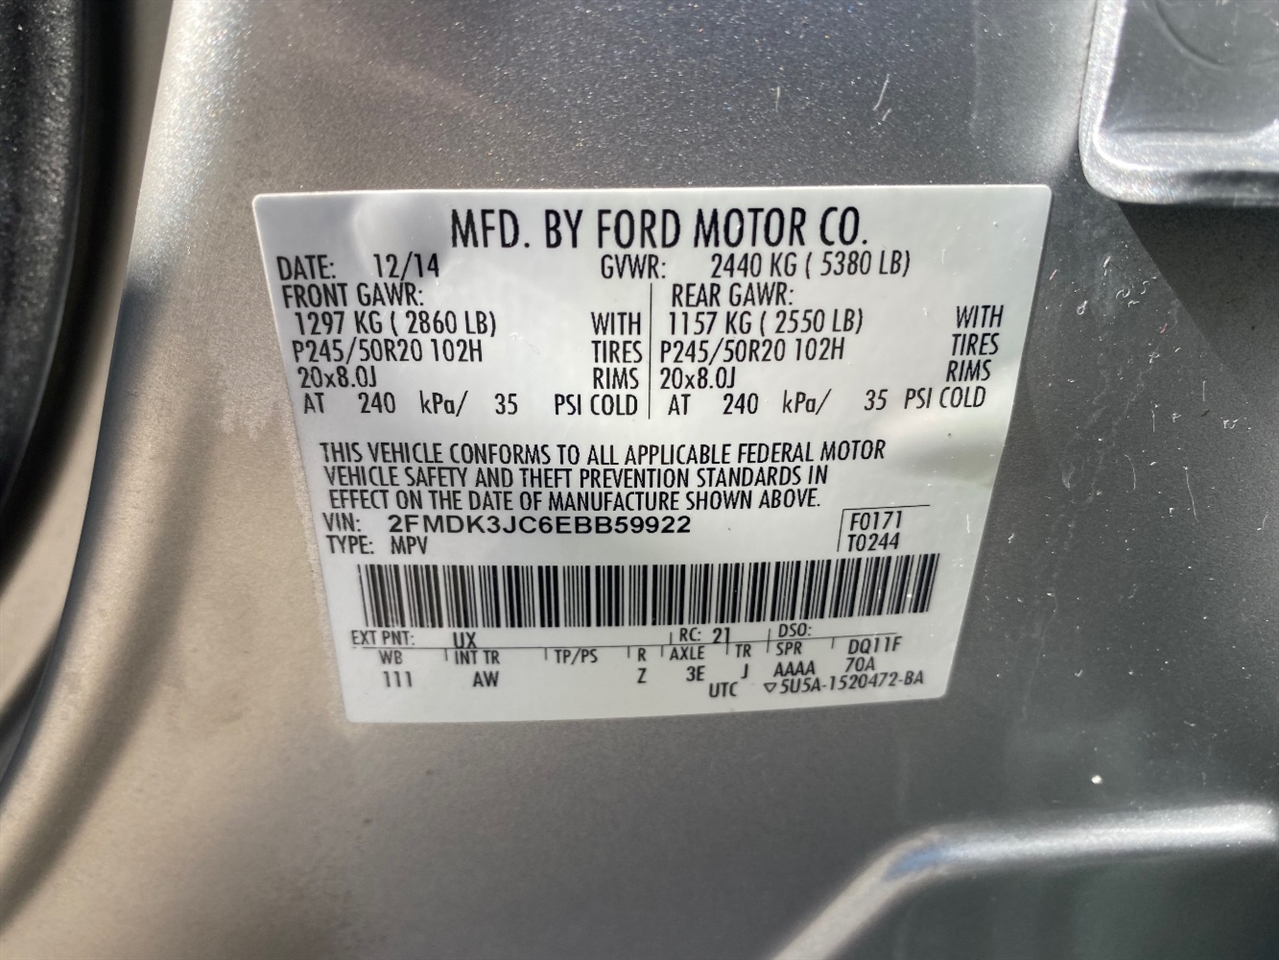 MFD. BY FORD MOTOR CO.
DATE: 12/14 GVWR: 2440 KG ( 5380 LB)
FRONT GAWR: REAR GAWR:
1297 KG ( 2860 LB) WITH 1157 KG ( 2550 LB) WITH
P245/50R20 102H TIRES P245/50R20 102H TIRES
20x8.0J RIMS 20x8.0J RIMS
AT 240 kPa/ 35 PSI COLD AT 240 kPa/ 35 PSI COLD
THIS VEHICLE CONFORMS TO ALL APPLICABLE FEDERAL MOTOR
VEHICLE SAFETY AND THEFT PREVENTION STANDARDS IN
EFFECT ON THE DATE OF MANUFACTURE SHOWN ABOVE.
VIN: 2FMDK3JC6EBB59922 F0171
TYPE: MPV T0244
EXT PNT: UX RC: 21 DSO:
WB INT TR TP/PS R AXLE TR SPR DQ11F
111 AW Z 3E J AAAA 70A
UTC ▽5U5A-1520472-BA